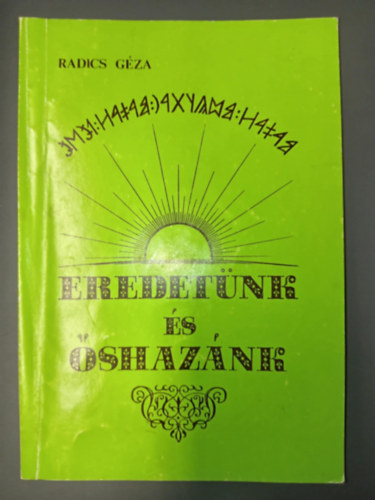 RADICS GÉZA
EREDETÜNK
ÉS
ŐSHAZÁNK